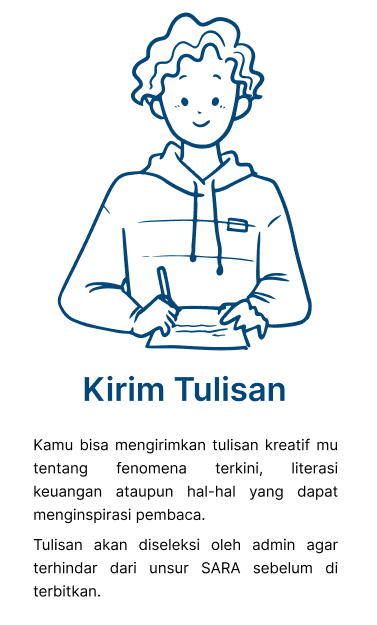 Kirim Tulisan
Kamu bisa mengirimkan tulisan kreatif mu
tentang fenomena terkini, literasi
keuangan ataupun hal-hal yang dapat
menginspirasi pembaca.
Tulisan akan diseleksi oleh admin agar
terhindar dari unsur SARA sebelum di
terbitkan.